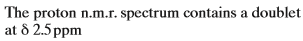 The proton n.m.r. spectrum contains a doublet
at δ 2.5 ppm